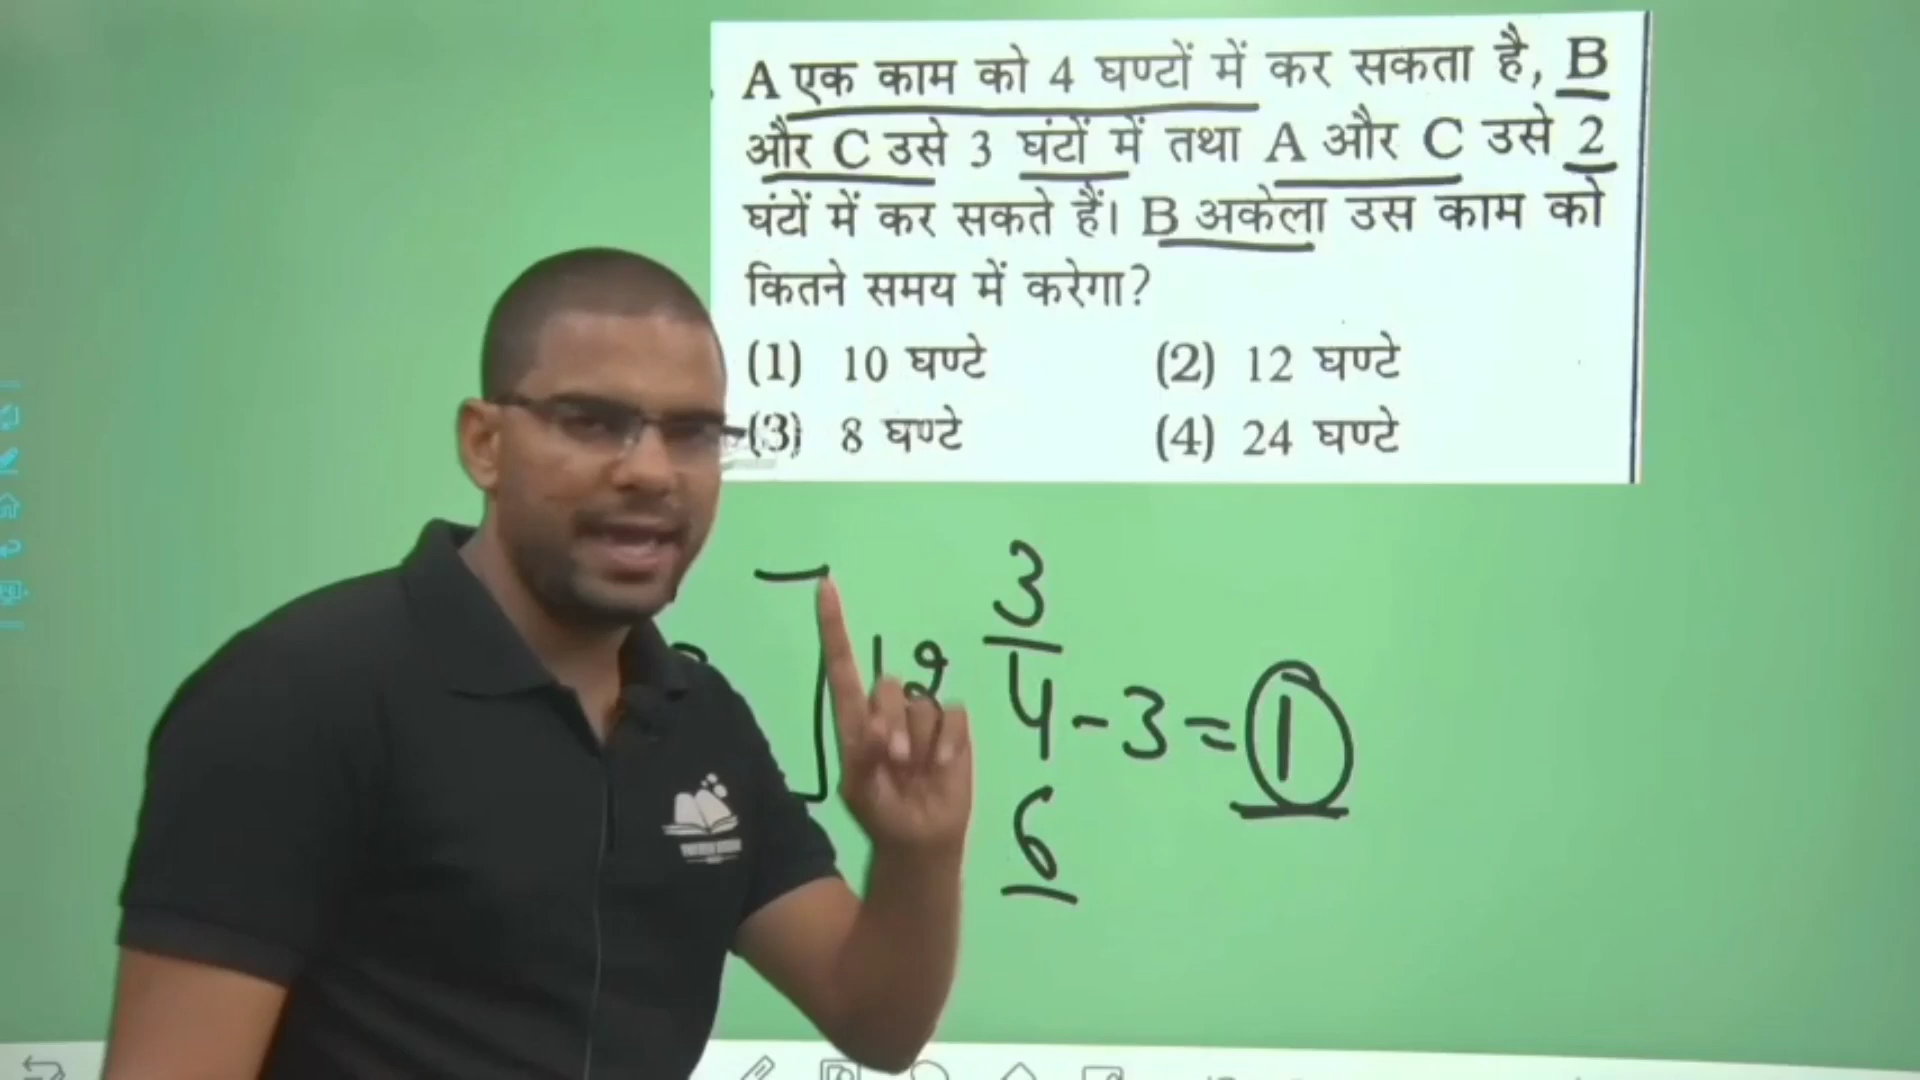 A एक काम को 4 घण्टों में कर सकता है, B
और C उसे 3 घंटों में तथा A और C उसे 2
घंटों में कर सकते हैं। B अकेला उस काम को
कितने समय में करेगा?
(1) 10 घण्टे (2) 12 घण्टे
(3) 8 घण्टे (4) 24 घण्टे
3
12 4 - 3 = 1
6